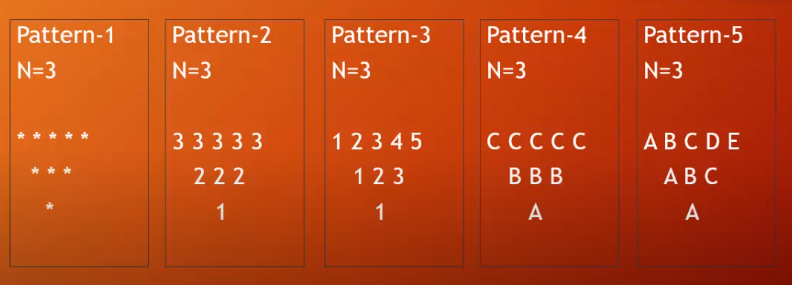 Pattern-1
N=3
* * * * *
* * *
*
Pattern-2
N=3
3 3 3 3 3
2 2 2
1
Pattern-3
N=3
1 2 3 4 5
1 2 3
1
Pattern-4
N=3
C C C C C
B B B
A
Pattern-5
N=3
A B C D E
A B C
A